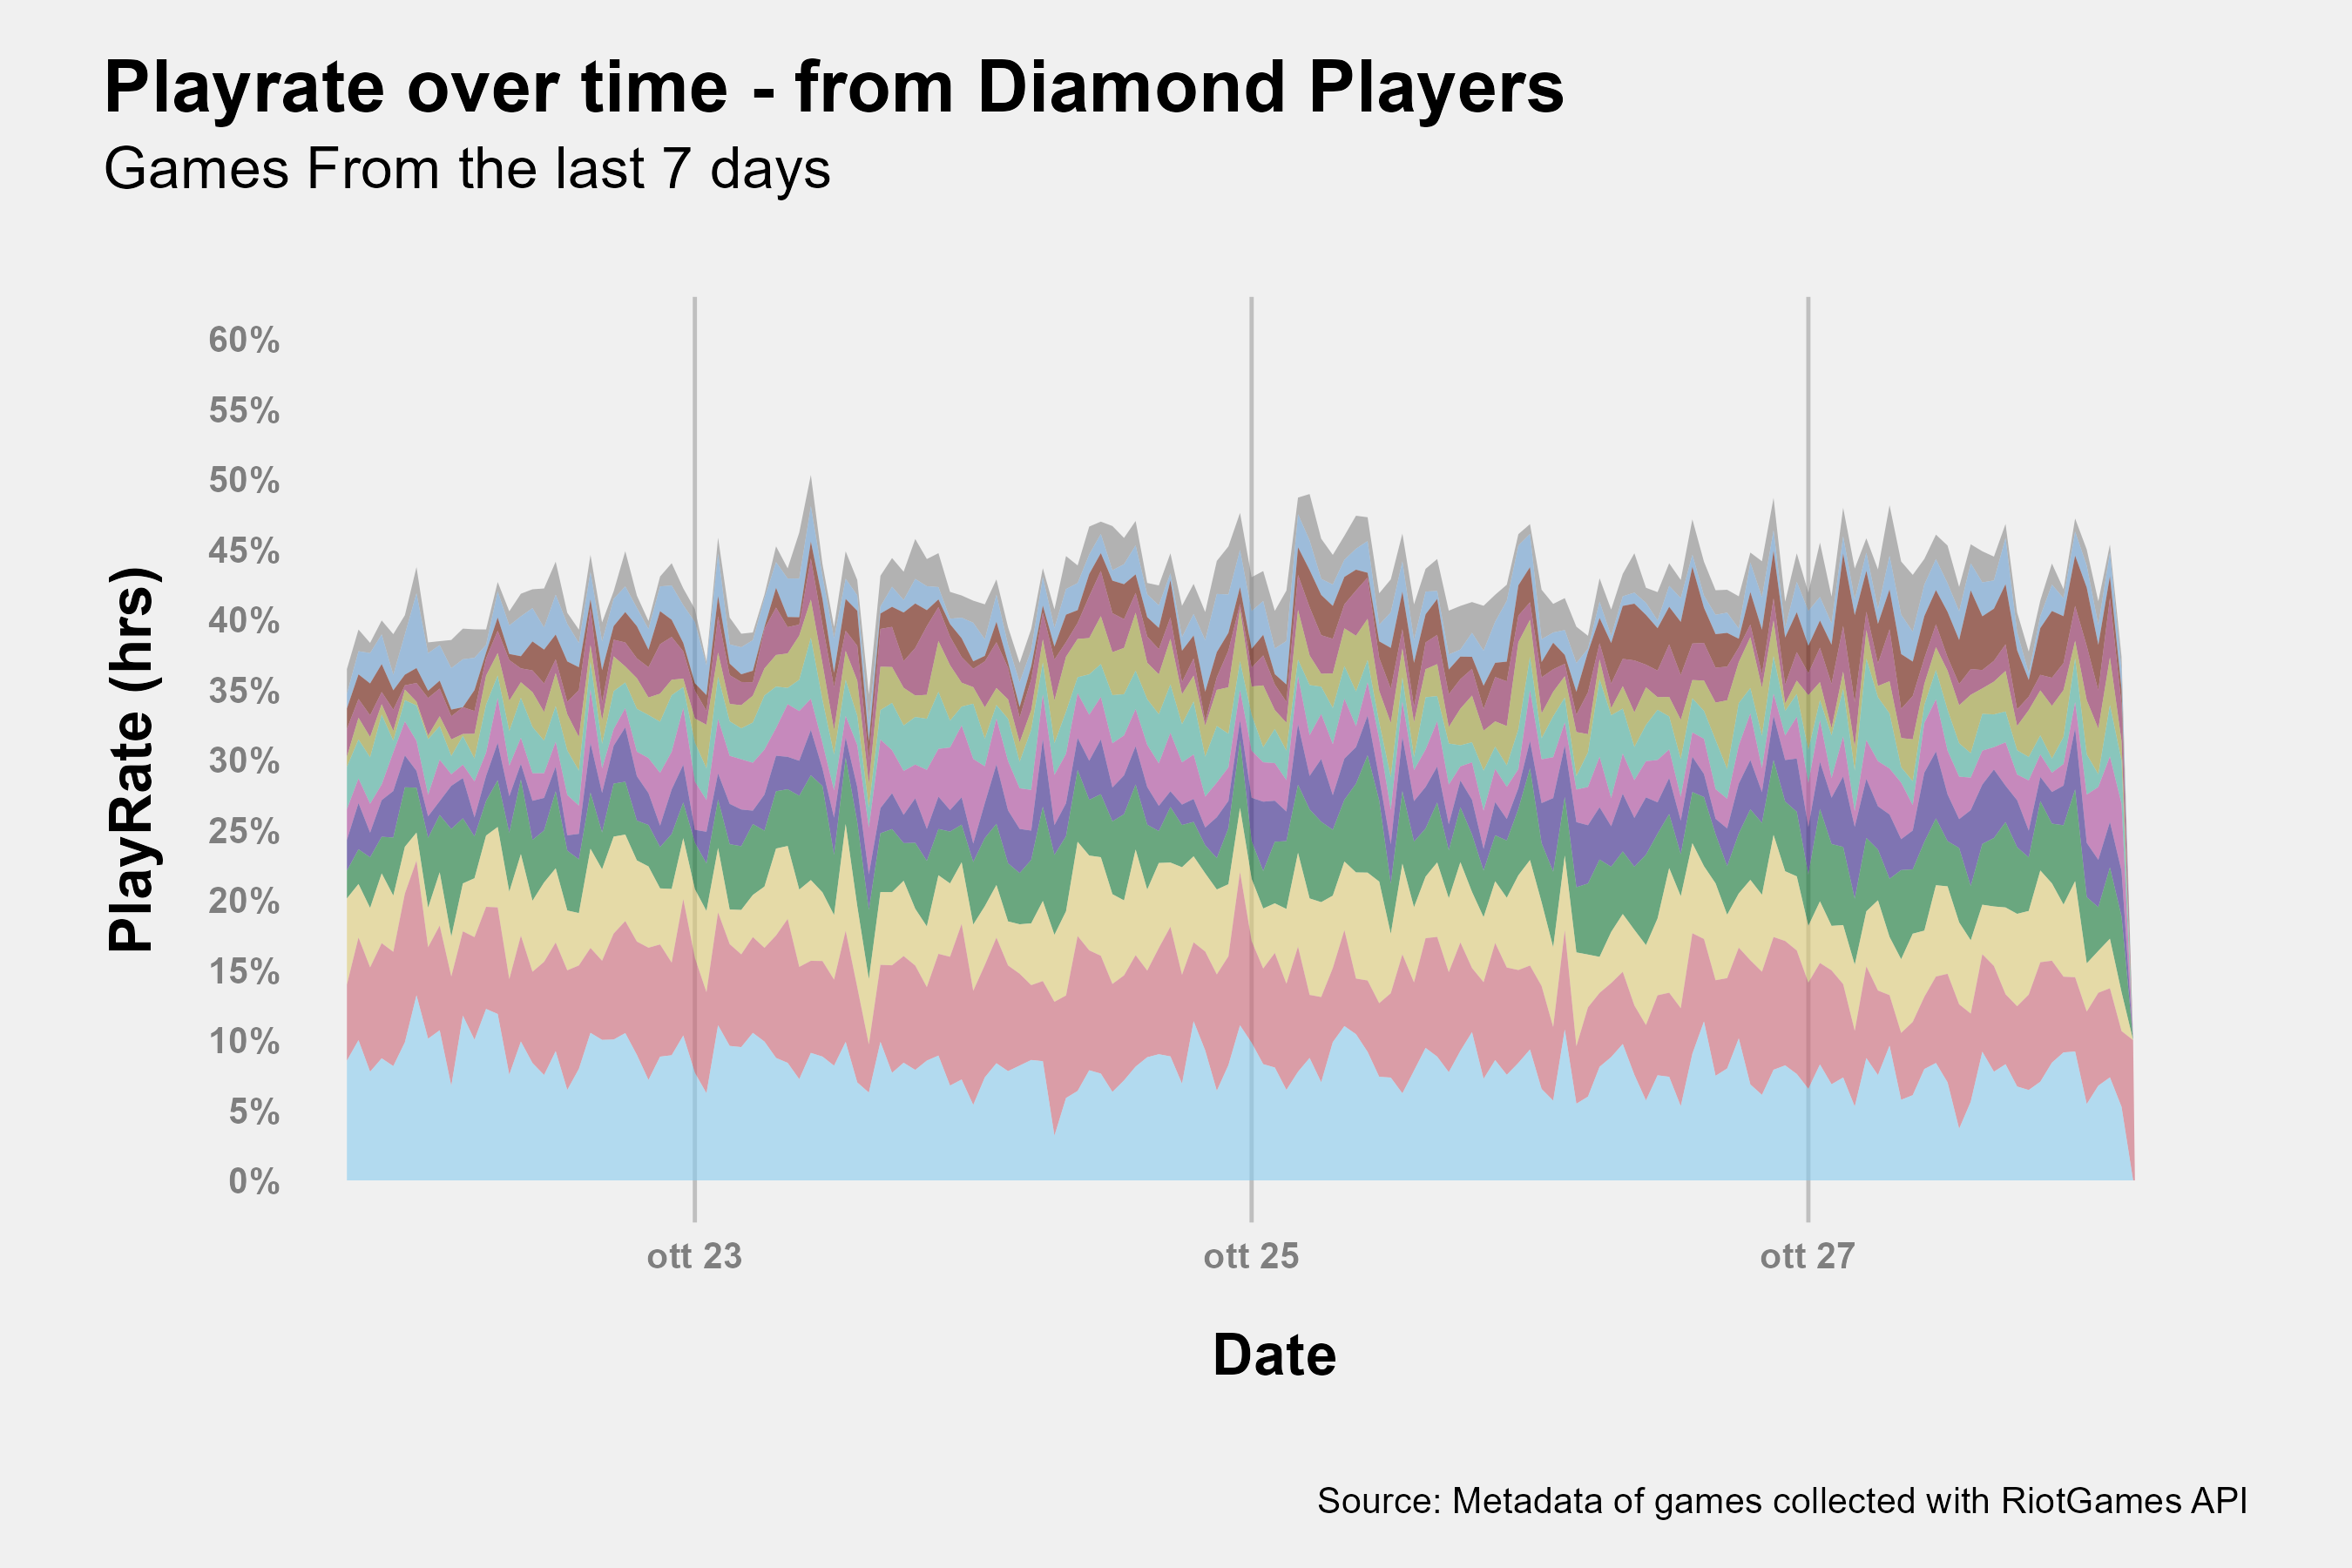 Playrate over time - from Diamond Players
Games From the last 7 days
PlayRate (hrs)
60%
55%
50%
45%
40%
35%
30%
25%
20%
15%
10%
5%
0%
ott 23
ott 25
ott 27
Date
Source: Metadata of games collected with RiotGames API